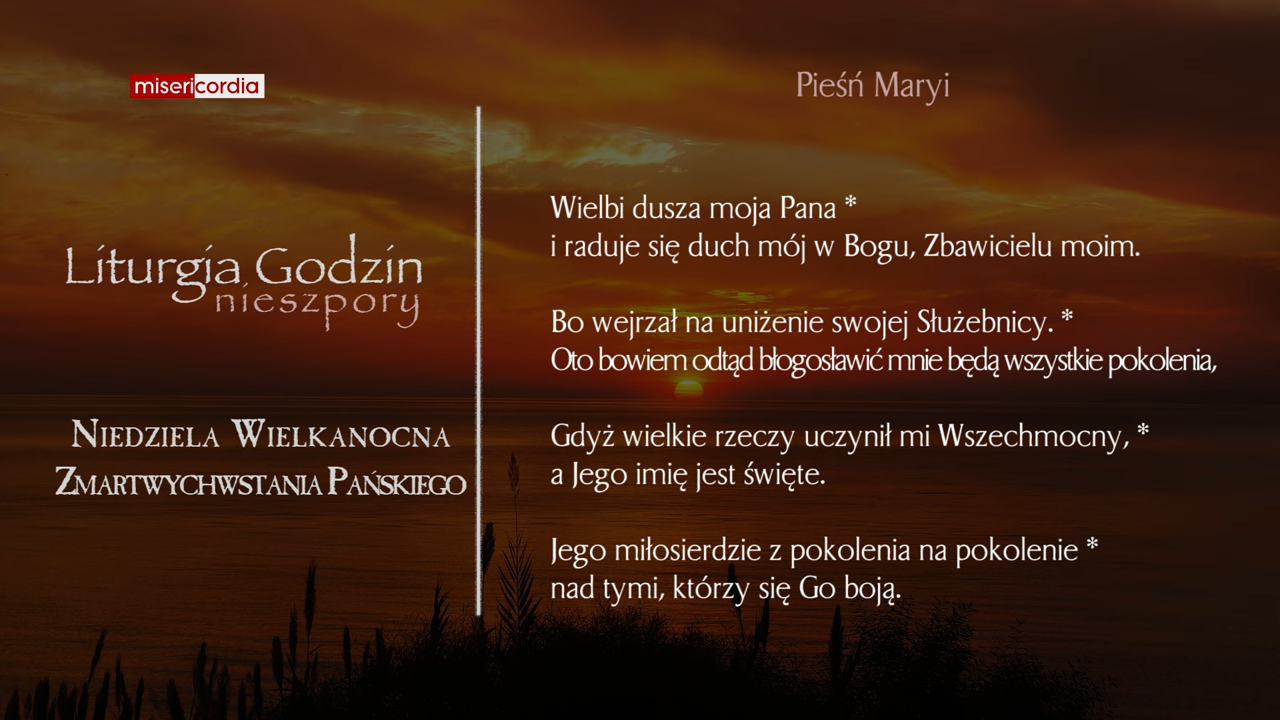 misericordia
Liturgia Godzin
nieszpory
Niedziela Wielkanocna
Zmartwychwstania Pańskiego
Pieśń Maryi
Wielbi dusza moja Pana *
i raduje się duch mój w Bogu, Zbawicielu moim.
Bo wejrzał na uniżenie swojej Służebnicy. *
Oto bowiem odtąd błogosławić mnie będą wszystkie pokolenia,
Gdyż wielkie rzeczy uczynił mi Wszechmocny, *
a Jego imię jest święte.
Jego miłosierdzie z pokolenia na pokolenie *
nad tymi, którzy się Go boją.